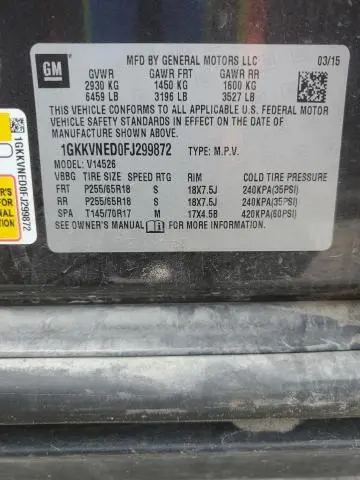 GM
MFD BY GENERAL MOTORS LLC 03/15
GVWR GAWR FRT GAWR RR
2930 KG 1450 KG 1600 KG
6459 LB 3196 LB 3527 LB
THIS VEHICLE CONFORMS TO ALL APPLICABLE U.S. FEDERAL MOTOR
VEHICLE SAFETY STANDARDS IN EFFECT ON THE DATE OF
MANUFACTURE SHOWN ABOVE.
1GKKVNED0FJ299872 TYPE: M.P.V.
MODEL: V14526
VBBG TIRE SIZE SPEED RTG RIM COLD TIRE PRESSURE
FRT P255/65R18 S 18X7.5J 240KPA(35PSI)
RR P255/65R18 S 18X7.5J 240KPA(35PSI)
SPA T145/70R17 M 17X4.5B 420KPA(60PSI)
SEE OWNER'S MANUAL i FOR MORE INFORMATION.
1GKKVNED0FJ299872